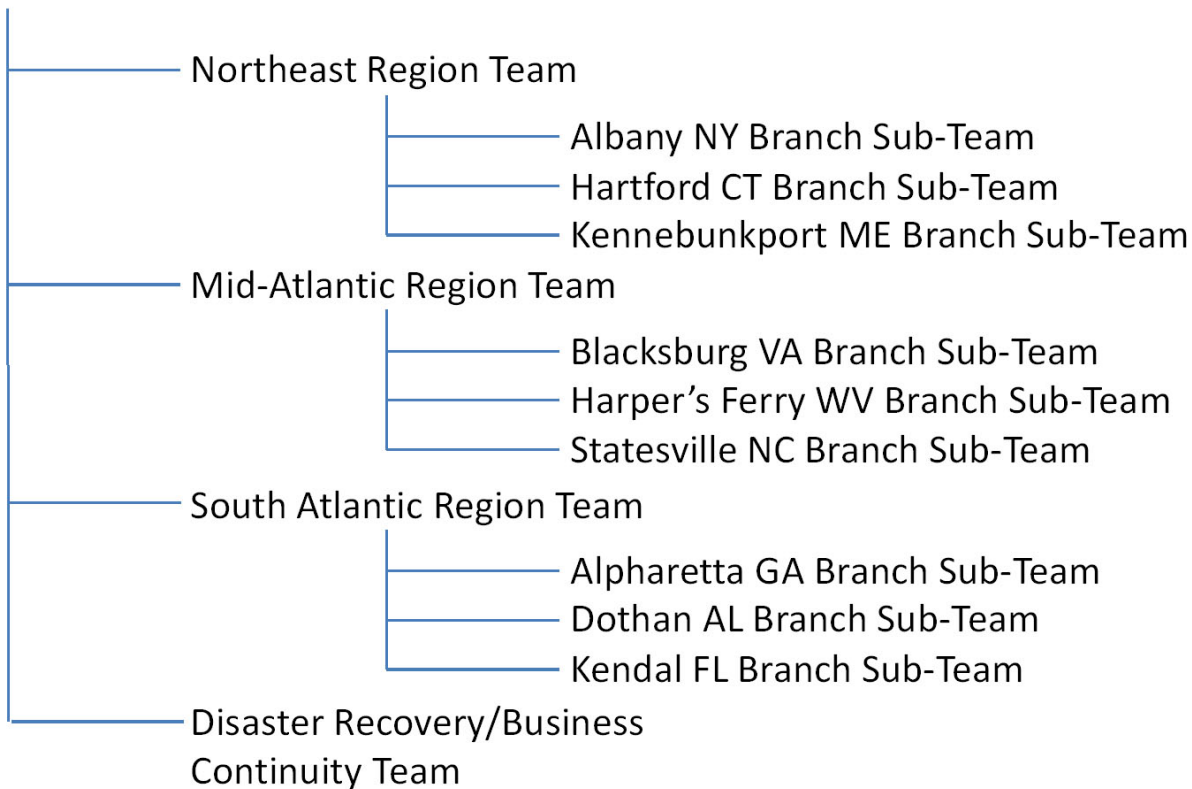 Northeast Region Team
Albany NY Branch Sub-Team
Hartford CT Branch Sub-Team
Kennebunkport ME Branch Sub-Team
Mid-Atlantic Region Team
Blacksburg VA Branch Sub-Team
Harper’s Ferry WV Branch Sub-Team
Statesville NC Branch Sub-Team
South Atlantic Region Team
Alpharetta GA Branch Sub-Team
Dothan AL Branch Sub-Team
Kendal FL Branch Sub-Team
Disaster Recovery/Business
Continuity Team